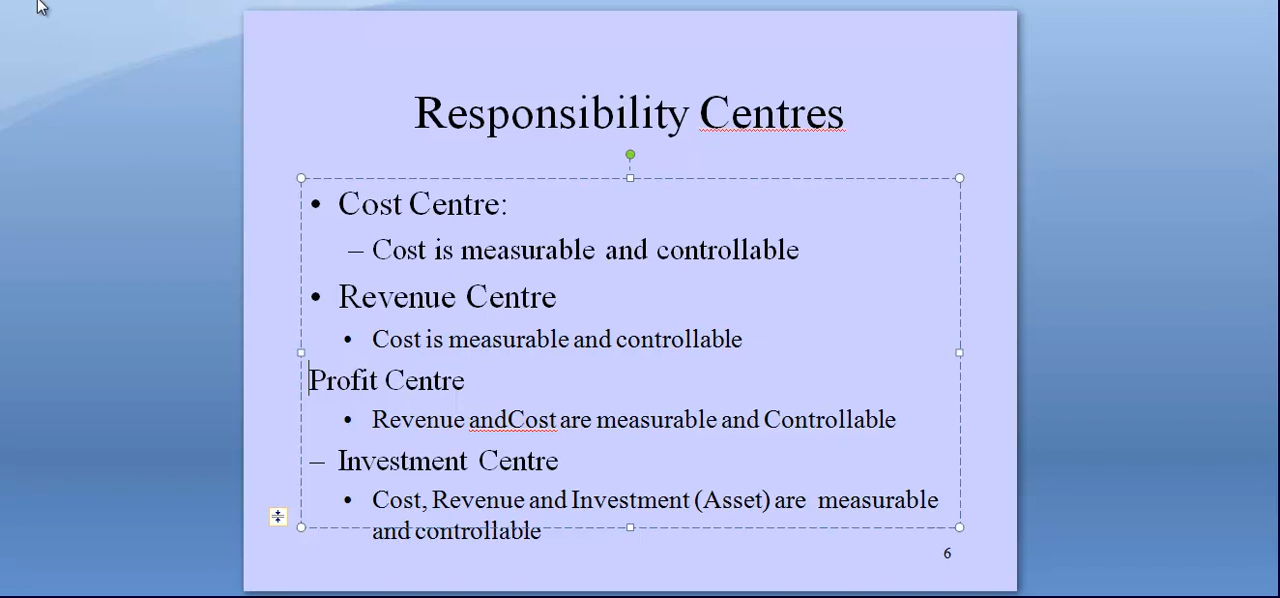 Responsibility Centres
• Cost Centre:
– Cost is measurable and controllable
• Revenue Centre
• Cost is measurable and controllable
Profit Centre
• Revenue andCost are measurable and Controllable
– Investment Centre
• Cost, Revenue and Investment (Asset) are measurable
and controllable
6